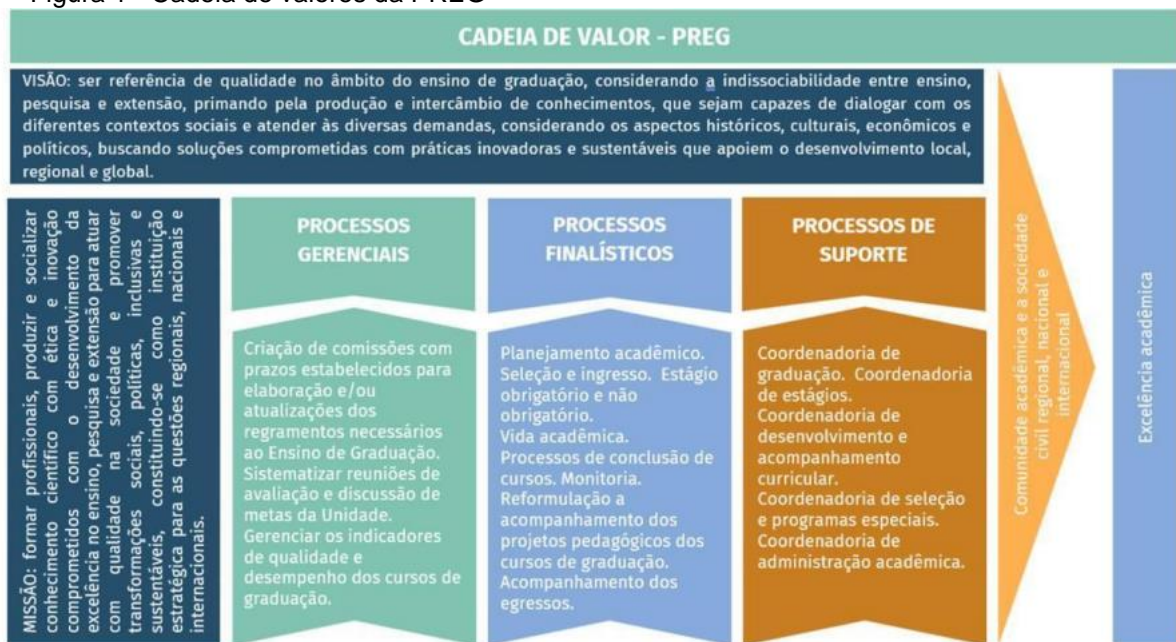 Figura 4 - Cadeia de valores da PREG
CADEIA DE VALOR - PREG
VISÃO: ser referência de qualidade no âmbito do ensino de graduação, considerando a indissociabilidade entre ensino,
pesquisa e extensão, primando pela produção e intercâmbio de conhecimentos, que sejam capazes de dialogar com os
diferentes contextos sociais e atender às diversas demandas, considerando os aspectos históricos, culturais, econômicos e
políticos, buscando soluções comprometidas com práticas inovadoras e sustentáveis que apoiem o desenvolvimento local,
regional e global.
MISSÃO: formar profissionais, produzir e socializar
conhecimento científico com ética e inovação
comprometidos com o desenvolvimento da
excelência no ensino, pesquisa e extensão para atuar
com qualidade na sociedade e promover
transformações sociais, políticas, inclusivas e
sustentáveis, constituindo-se como instituição
estratégica para as questões regionais, nacionais e
internacionais.
PROCESSOS
GERENCIAIS
Criação de comissões com
prazos estabelecidos para
elaboração e/ou
atualizações dos
regramentos necessários
ao Ensino de Graduação.
Sistematizar reuniões de
avaliação e discussão de
metas da Unidade.
Gerenciar os indicadores
de qualidade e
desempenho dos cursos de
graduação.
PROCESSOS
FINALÍSTICOS
Planejamento acadêmico.
Seleção e ingresso. Estágio
obrigatório e não
obrigatório.
Vida acadêmica.
Processos de conclusão de
cursos. Monitoria.
Reformulação a
acompanhamento dos
projetos pedagógicos dos
cursos de graduação.
Acompanhamento dos
egressos.
PROCESSOS DE
SUPORTE
Coordenadoria de
graduação. Coordenadoria
de estágios.
Coordenadoria de
desenvolvimento e
acompanhamento
curricular.
Coordenadoria de seleção
e programas especiais.
Coordenadoria de
administração acadêmica.
Comunidade acadêmica e a sociedade
civil regional, nacional e
internacional
Excelência acadêmica